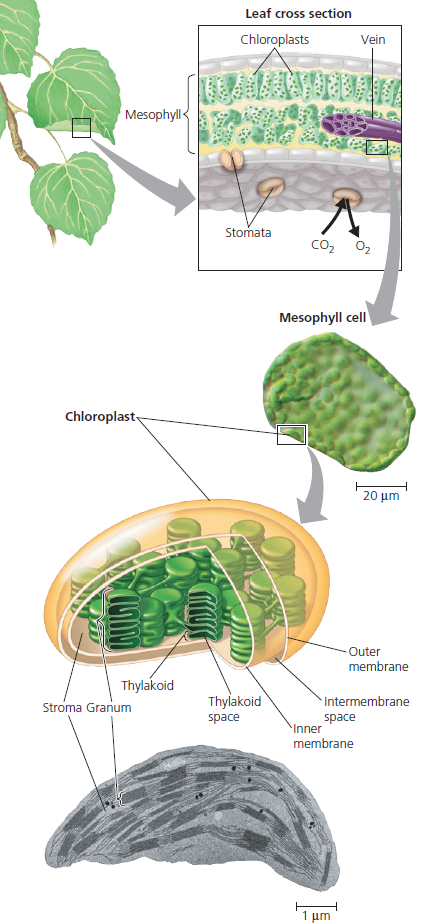 Leaf cross section
Chloroplasts
Vein
Mesophyll
Stomata
CO2
O2
Mesophyll cell
Chloroplast
20 µm
Outer
membrane
Thylakoid
Thylakoid
space
Intermembrane
space
Stroma
Granum
Inner
membrane
1 µm